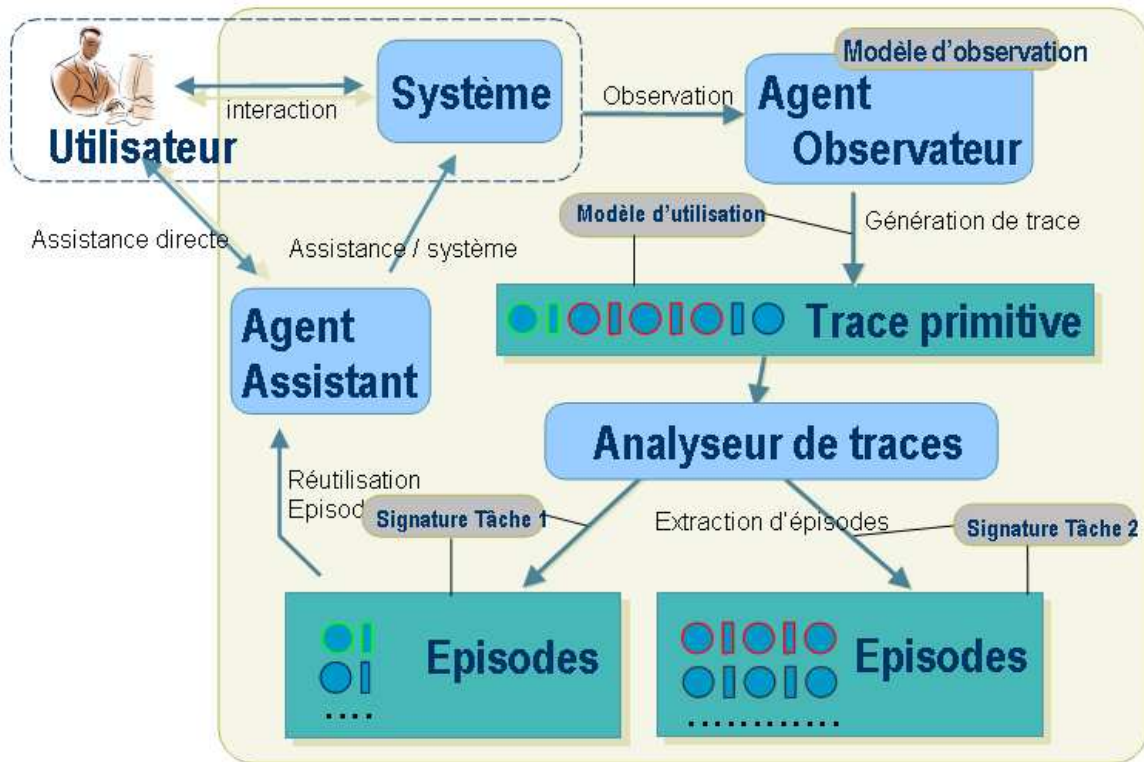 Modèle d'observation
Système
Agent
Observateur
Observation
interaction
Utilisateur
Modèle d'utilisation
Génération de trace
Assistance directe
Assistance / système
Trace primitive
Agent
Assistant
Analyseur de traces
Réutilisation
Episod
Signature Tâche 1
Extraction d'épisodes
Signature Tâche 2
Episodes
Episodes